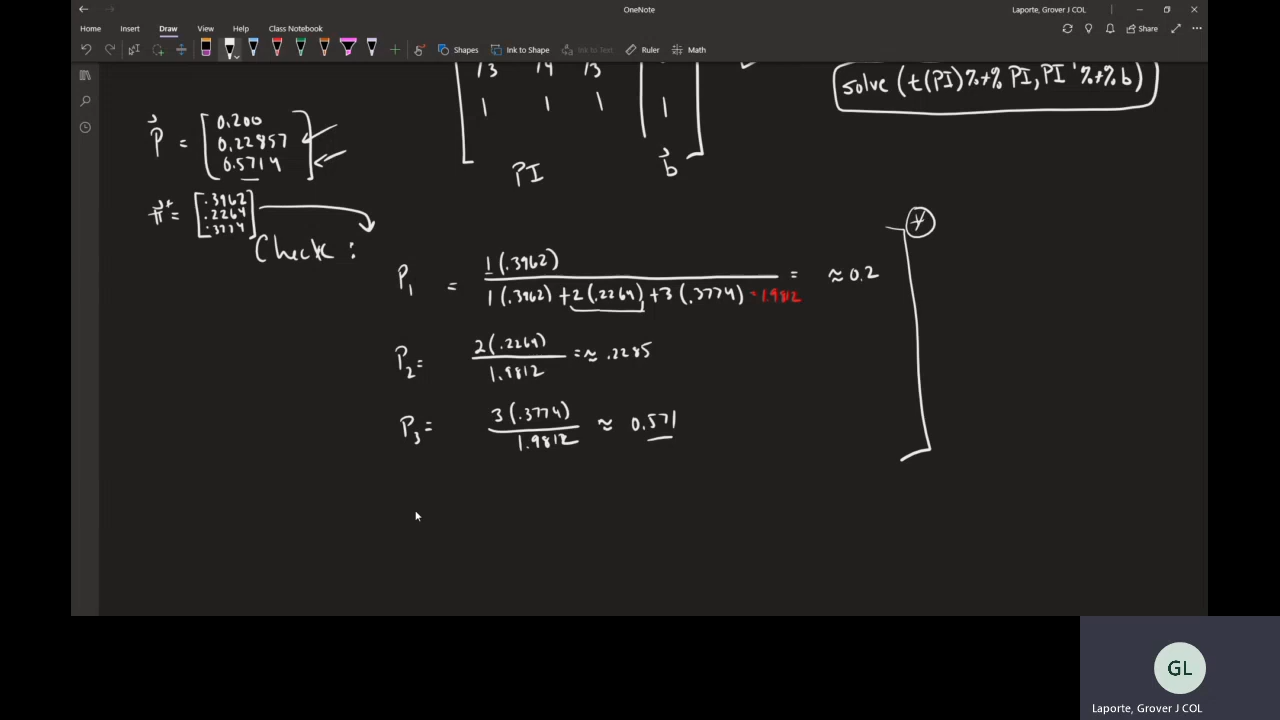 OneNote
Laporte, Grover J COL
Home Insert Draw View Help Class Notebook
Share
Shapes Ink to Shape Ink to Text Ruler Math
13 14 13
1 1 1 1
PI b
solve (t(PI)%*% PI, PI'%*% b)
P = [0.200
0.22857
0.5714]
π* = [.3962
.2264
.3774]
Check :
P1 = 1(.3962)
1(.3962) +2(.2264) +3(.3774) = 1.9812 = ≈ 0.2
P2 = 2(.2264)
1.9812 = ≈ .2285
P3 = 3(.3774)
1.9812 ≈ 0.571
GL
Laporte, Grover J COL